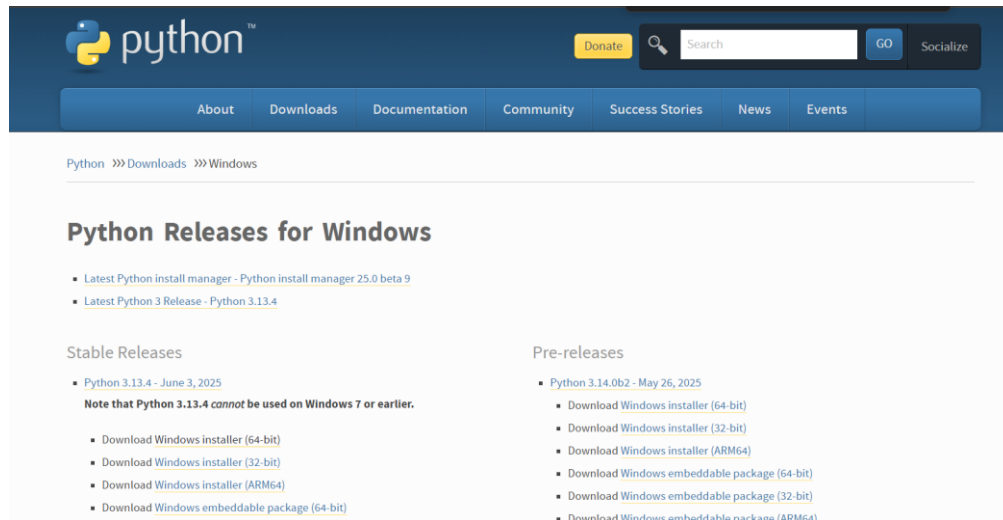 python™
Donate
Search
GO
Socialize
About Downloads Documentation Community Success Stories News Events
Python >>> Downloads >>> Windows
Python Releases for Windows
Latest Python install manager - Python install manager 25.0 beta 9
Latest Python 3 Release - Python 3.13.4
Stable Releases
Python 3.13.4 - June 3, 2025
Note that Python 3.13.4 cannot be used on Windows 7 or earlier.
Download Windows installer (64-bit)
Download Windows installer (32-bit)
Download Windows installer (ARM64)
Download Windows embeddable package (64-bit)
Pre-releases
Python 3.14.0b2 - May 26, 2025
Download Windows installer (64-bit)
Download Windows installer (32-bit)
Download Windows installer (ARM64)
Download Windows embeddable package (64-bit)
Download Windows embeddable package (32-bit)
Download Windows embeddable package (ARM64)